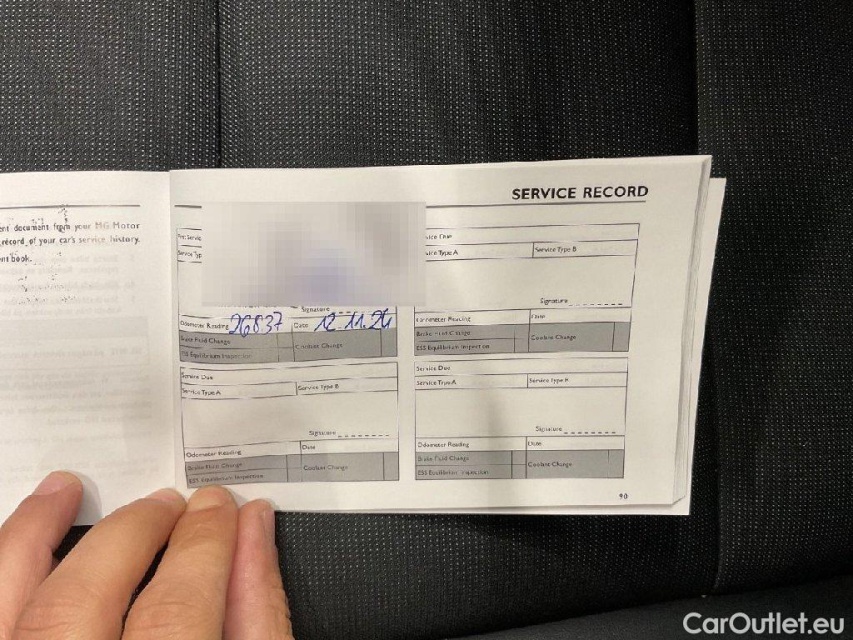 SERVICE RECORD
ent document from your MG Motor
record of your car's service history.
ent book.
Service Type A
Service Type B
Signature
Signature
Odometer Reading 26837 Date 12.11.24
Odometer Reading
Date
Brake Fluid Change
Coolant Change
ESS Equilibrium Inspection
Brake Fluid Change
Coolant Change
ESS Equilibrium Inspection
Service Due
Service Type A
Service Type B
Signature
Odometer Reading
Date
Brake Fluid Change
Coolant Change
ESS Equilibrium Inspection
Service Due
Service Type A
Service Type B
Signature
Odometer Reading
Date
Brake Fluid Change
Coolant Change
ESS Equilibrium Inspection
90
CarOutlet.eu